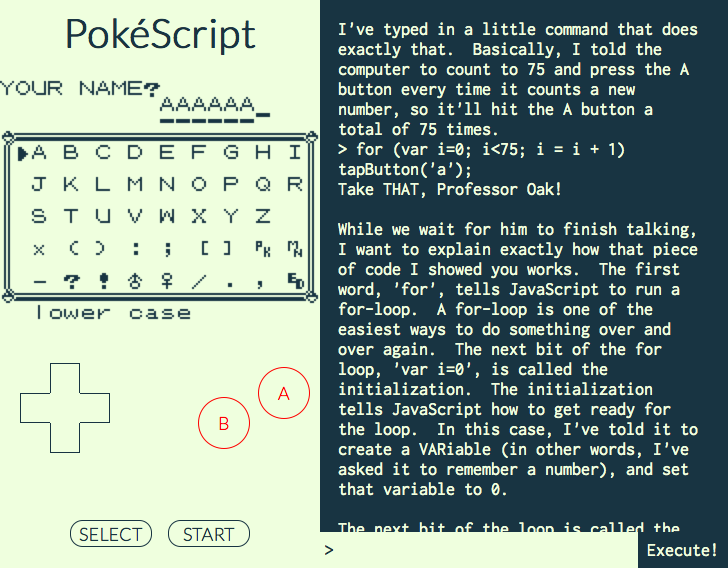 PokéScript
YOUR NAME?
AAAAAA_
▶A B C D E F G H I
J K L M N O P Q R
S T U V W X Y Z
× ( ) : ; [ ] PK MN
- ? ! ♂ ♀ / . , ED
lower case
A
B
SELECT START
I've typed in a little command that does
exactly that.  Basically, I told the
computer to count to 75 and press the A
button every time it counts a new
number, so it'll hit the A button a
total of 75 times.
> for (var i=0; i<75; i = i + 1)
tapButton('a');
Take THAT, Professor Oak!
While we wait for him to finish talking,
I want to explain exactly how that piece
of code I showed you works.  The first
word, 'for', tells JavaScript to run a
for-loop.  A for-loop is one of the
easiest ways to do something over and
over again.  The next bit of the for
loop, 'var i=0', is called the
initialization.  The initialization
tells JavaScript how to get ready for
the loop.  In this case, I've told it to
create a VARiable (in other words, I've
asked it to remember a number), and set
that variable to 0.
The next bit of the loop is called the
>
Execute!